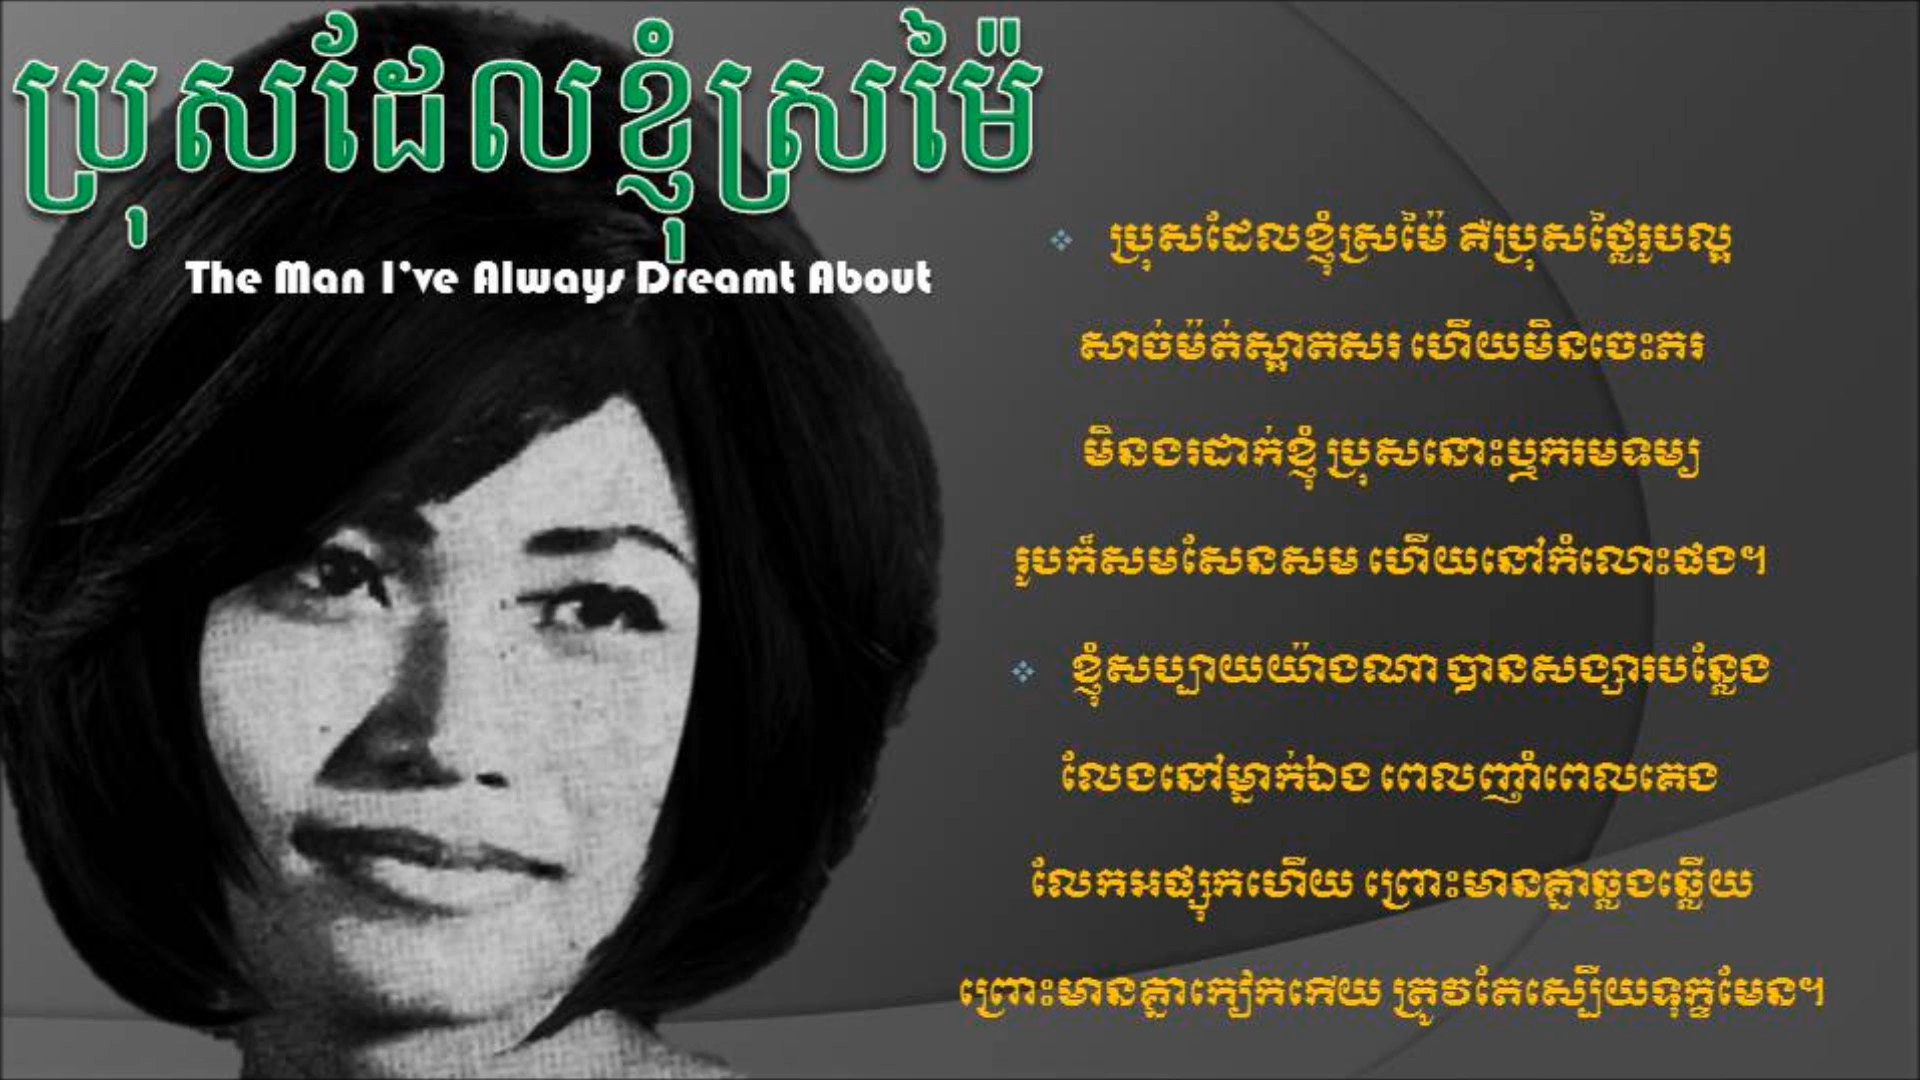 ប្រុសដែលខ្ញុំស្រម៉ៃ
The Man I've Always Dreamt About
ប្រុសដែលខ្ញុំស្រម៉ៃ គឺប្រុសថ្លៃរូបល្អ
សាច់ម៉ត់ស្អាតសរ ហើយមិនចេះតរ
មិនងរដាក់ខ្ញុំ ប្រុសនោះឬករមទម្យ
រូបក៏សមសែនសម ហើយនៅកំលោះផង។
ខ្ញុំសប្បាយយ៉ាងណា បានសង្សារបន្លែង
លែងនៅម្នាក់ឯង ពេលញ៉ាំពេលគេង
លែកអផ្សុកហើយ ព្រោះមានគ្នាឆ្លងឆ្លើយ
ព្រោះមានគ្នាកៀកកើយ ត្រូវតែស្បើយទុក្ខមែន។